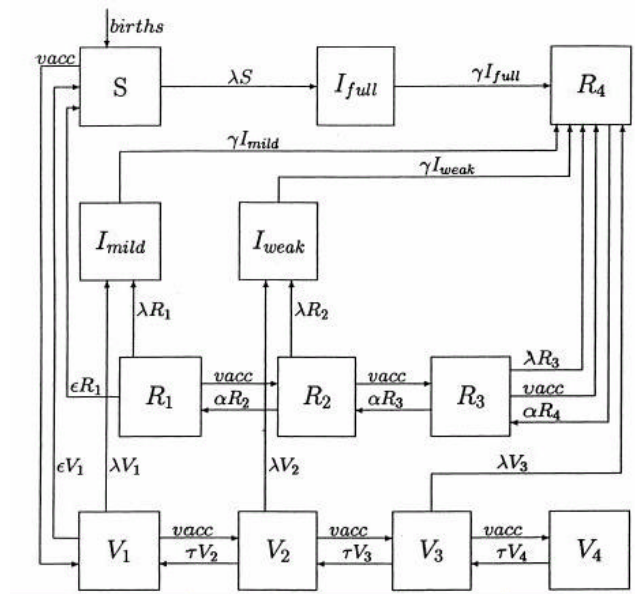 births
vacc
S
λS
I_full
γI_full
R_4
γI_mild
γI_weak
I_mild
I_weak
λR_1
λR_2
λR_3
vacc
vacc
vacc
ϵR_1
R_1
R_2
R_3
αR_2
αR_3
αR_4
ϵV_1
λV_1
λV_2
λV_3
V_1
vacc
τV_2
V_2
vacc
τV_3
V_3
vacc
τV_4
V_4